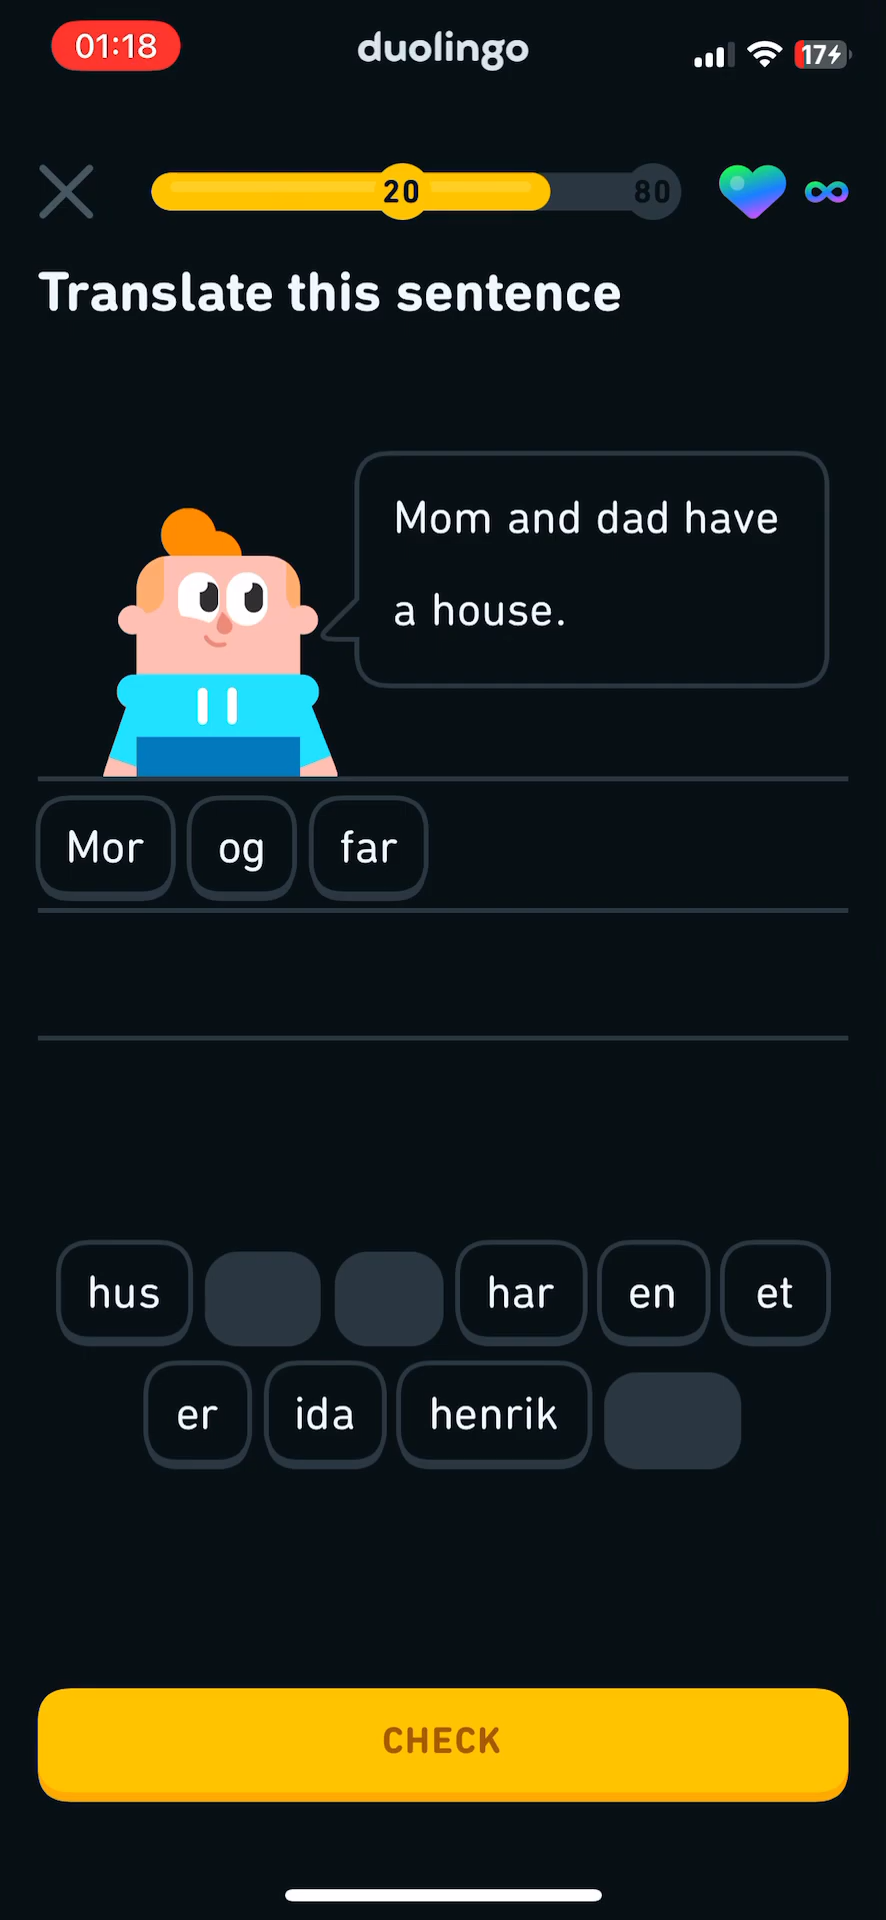 01:18
duolingo
17
20
80
Translate this sentence
Mom and dad have
a house.
Mor og far
hus har en et
er ida henrik
CHECK